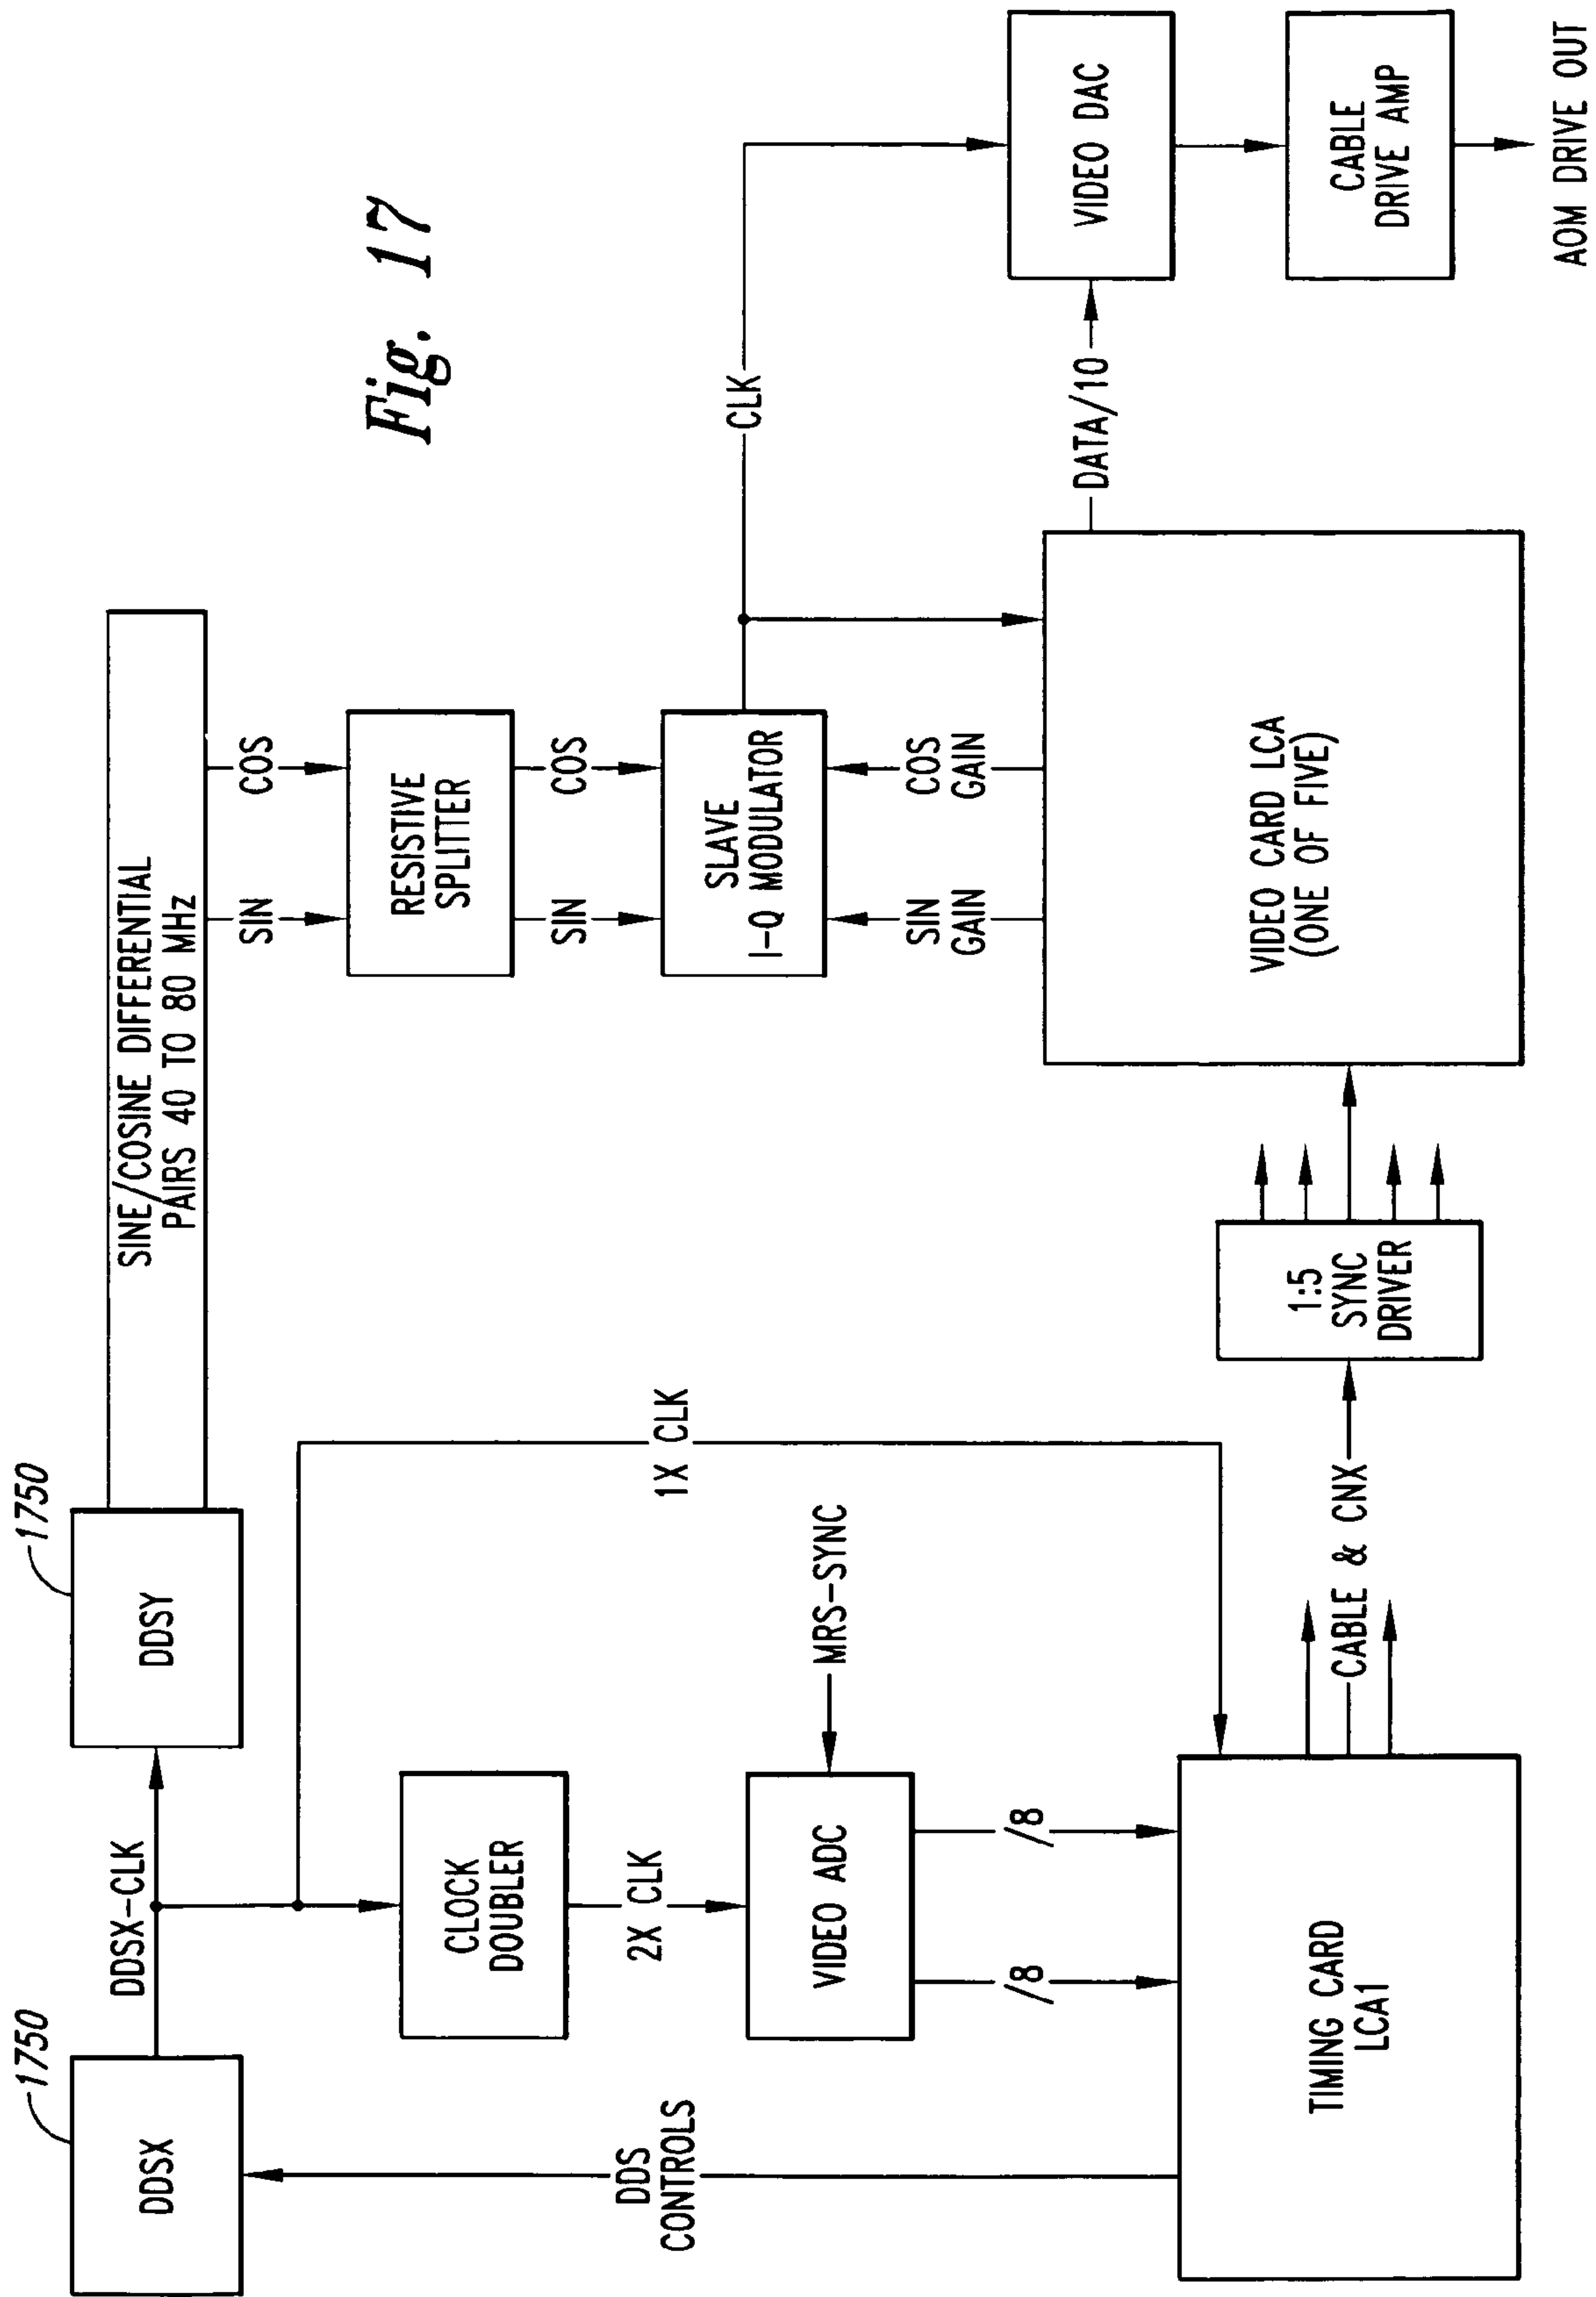 1750
DDSX
DDSX-CLK
1750
DDSY
SINE/COSINE DIFFERENTIAL
PAIRS 40 TO 80 MHz
Fig. 17
DDS
CONTROLS
CLOCK
DOUBLER
2X CLK
VIDEO ADC
MRS-SYNC
/8
/8
1X CLK
TIMING CARD
LCA1
CABLE & CNX
1:5
SYNC
DRIVER
SIN
COS
RESISTIVE
SPLITTER
SIN
COS
SLAVE
I-Q MODULATOR
SIN
GAIN
COS
GAIN
CLK
VIDEO CARD LCA
(ONE OF FIVE)
DATA/10
VIDEO DAC
CABLE
DRIVE AMP
AOM DRIVE OUT